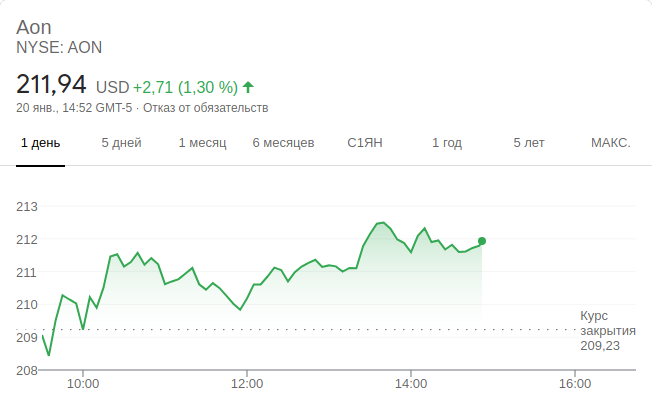 Aon
NYSE: AON
211,94 USD +2,71 (1,30 %)
20 янв., 14:52 GMT-5 · Отказ от обязательств
1 день 5 дней 1 месяц 6 месяцев С1ЯН 1 год 5 лет МАКС.
213
212
211
210
209
208
Курс
закрытия
209,23
10:00 12:00 14:00 16:00